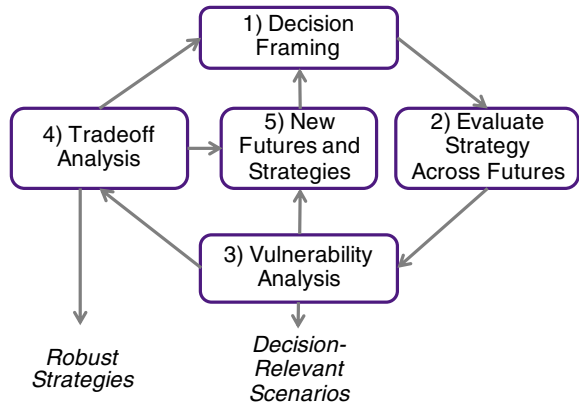 1) Decision
Framing
4) Tradeoff
Analysis
5) New
Futures and
Strategies
2) Evaluate
Strategy
Across Futures
3) Vulnerability
Analysis
Robust
Strategies
Decision-
Relevant
Scenarios